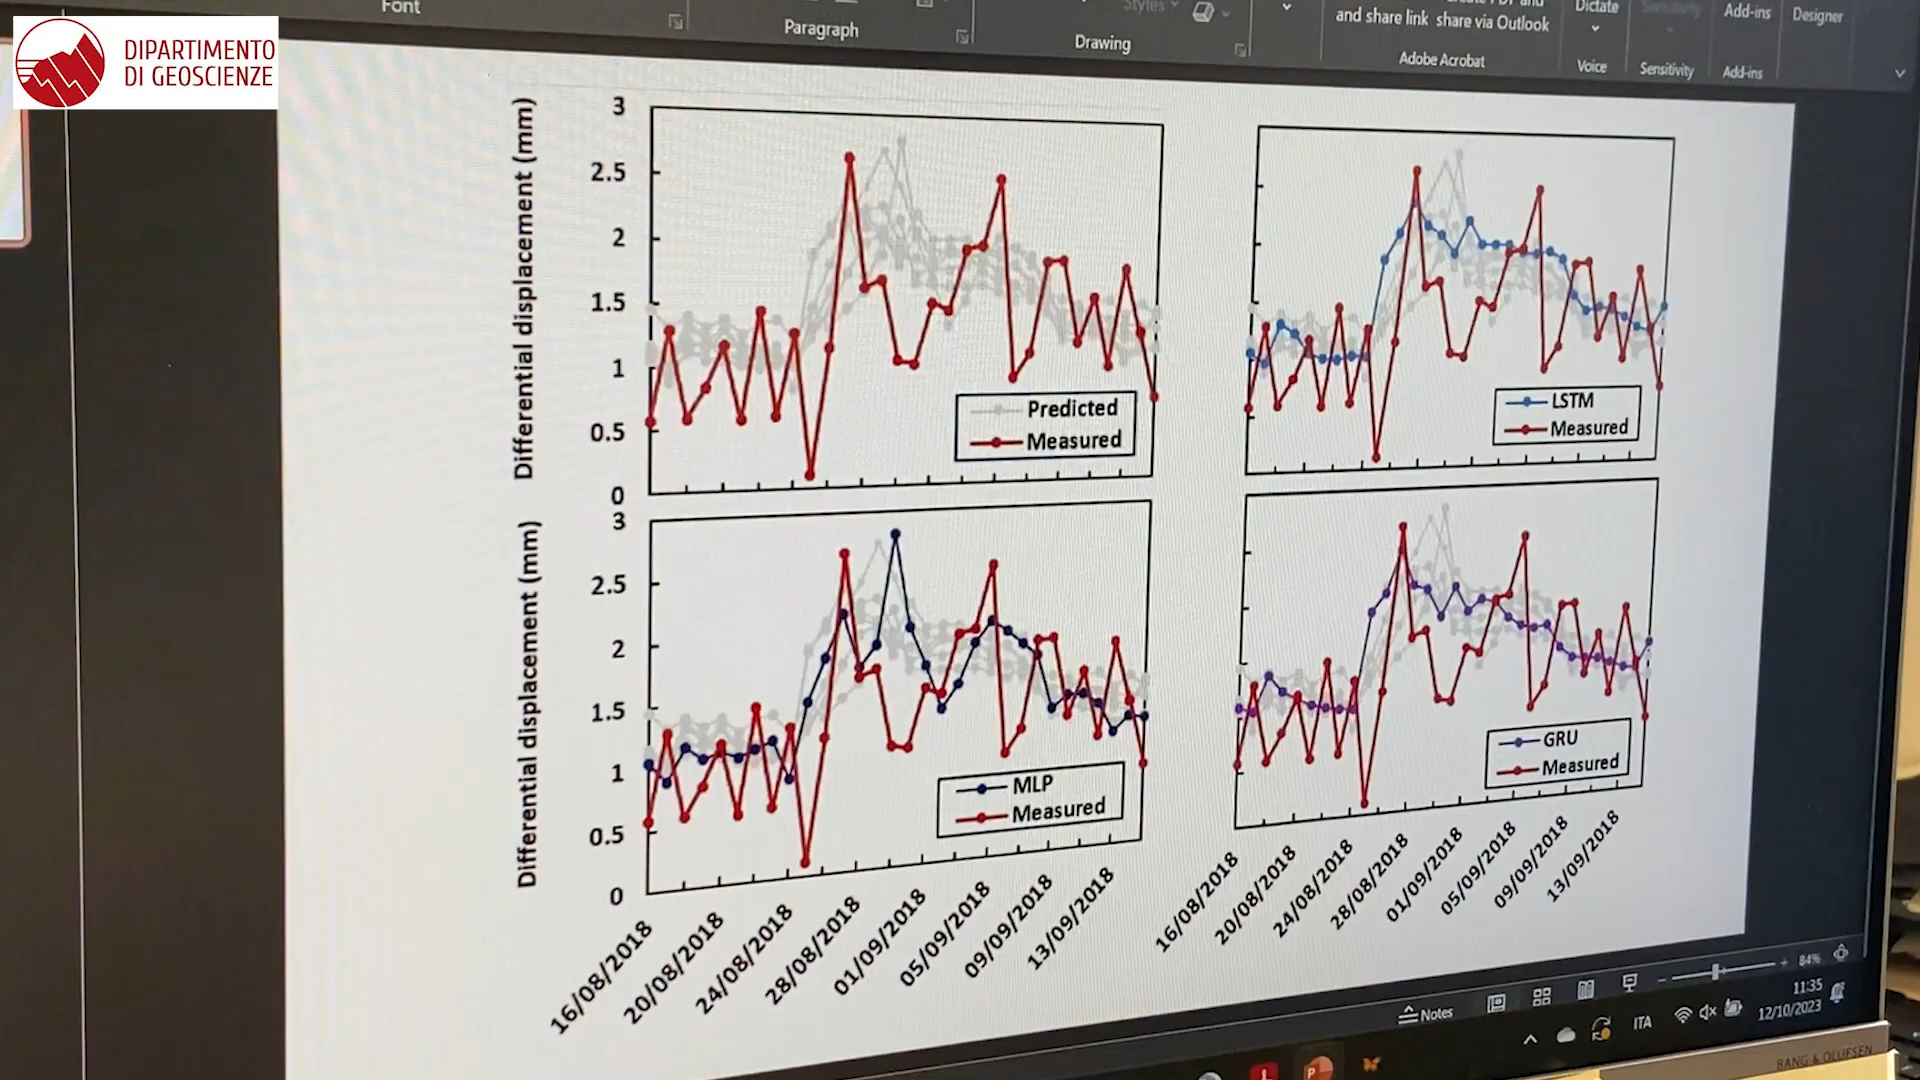 DIPARTIMENTO
DI GEOSCIENZE
Font
Paragraph
Styles
Drawing
and share link share via Outlook
Adobe Acrobat
Dictate
Voice
Sensitivity
Sensitivity
Add-ins
Add-ins
Designer
Differential displacement (mm)
3
2.5
2
1.5
1
0.5
0
Predicted
Measured
LSTM
Measured
Differential displacement (mm)
3
2.5
2
1.5
1
0.5
0
MLP
Measured
GRU
Measured
16/08/2018
20/08/2018
24/08/2018
28/08/2018
01/09/2018
05/09/2018
09/09/2018
13/09/2018
16/08/2018
20/08/2018
24/08/2018
28/08/2018
01/09/2018
05/09/2018
09/09/2018
13/09/2018
Notes
84%
ITA
11:35
12/10/2023
BANG & OLUFSEN